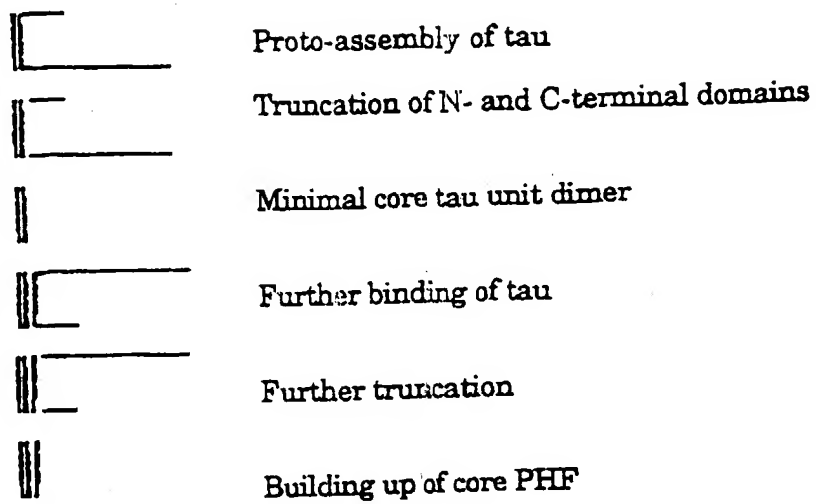 Proto-assembly of tau
Truncation of N- and C-terminal domains
Minimal core tau unit dimer
Further binding of tau
Further truncation
Building up of core PHF